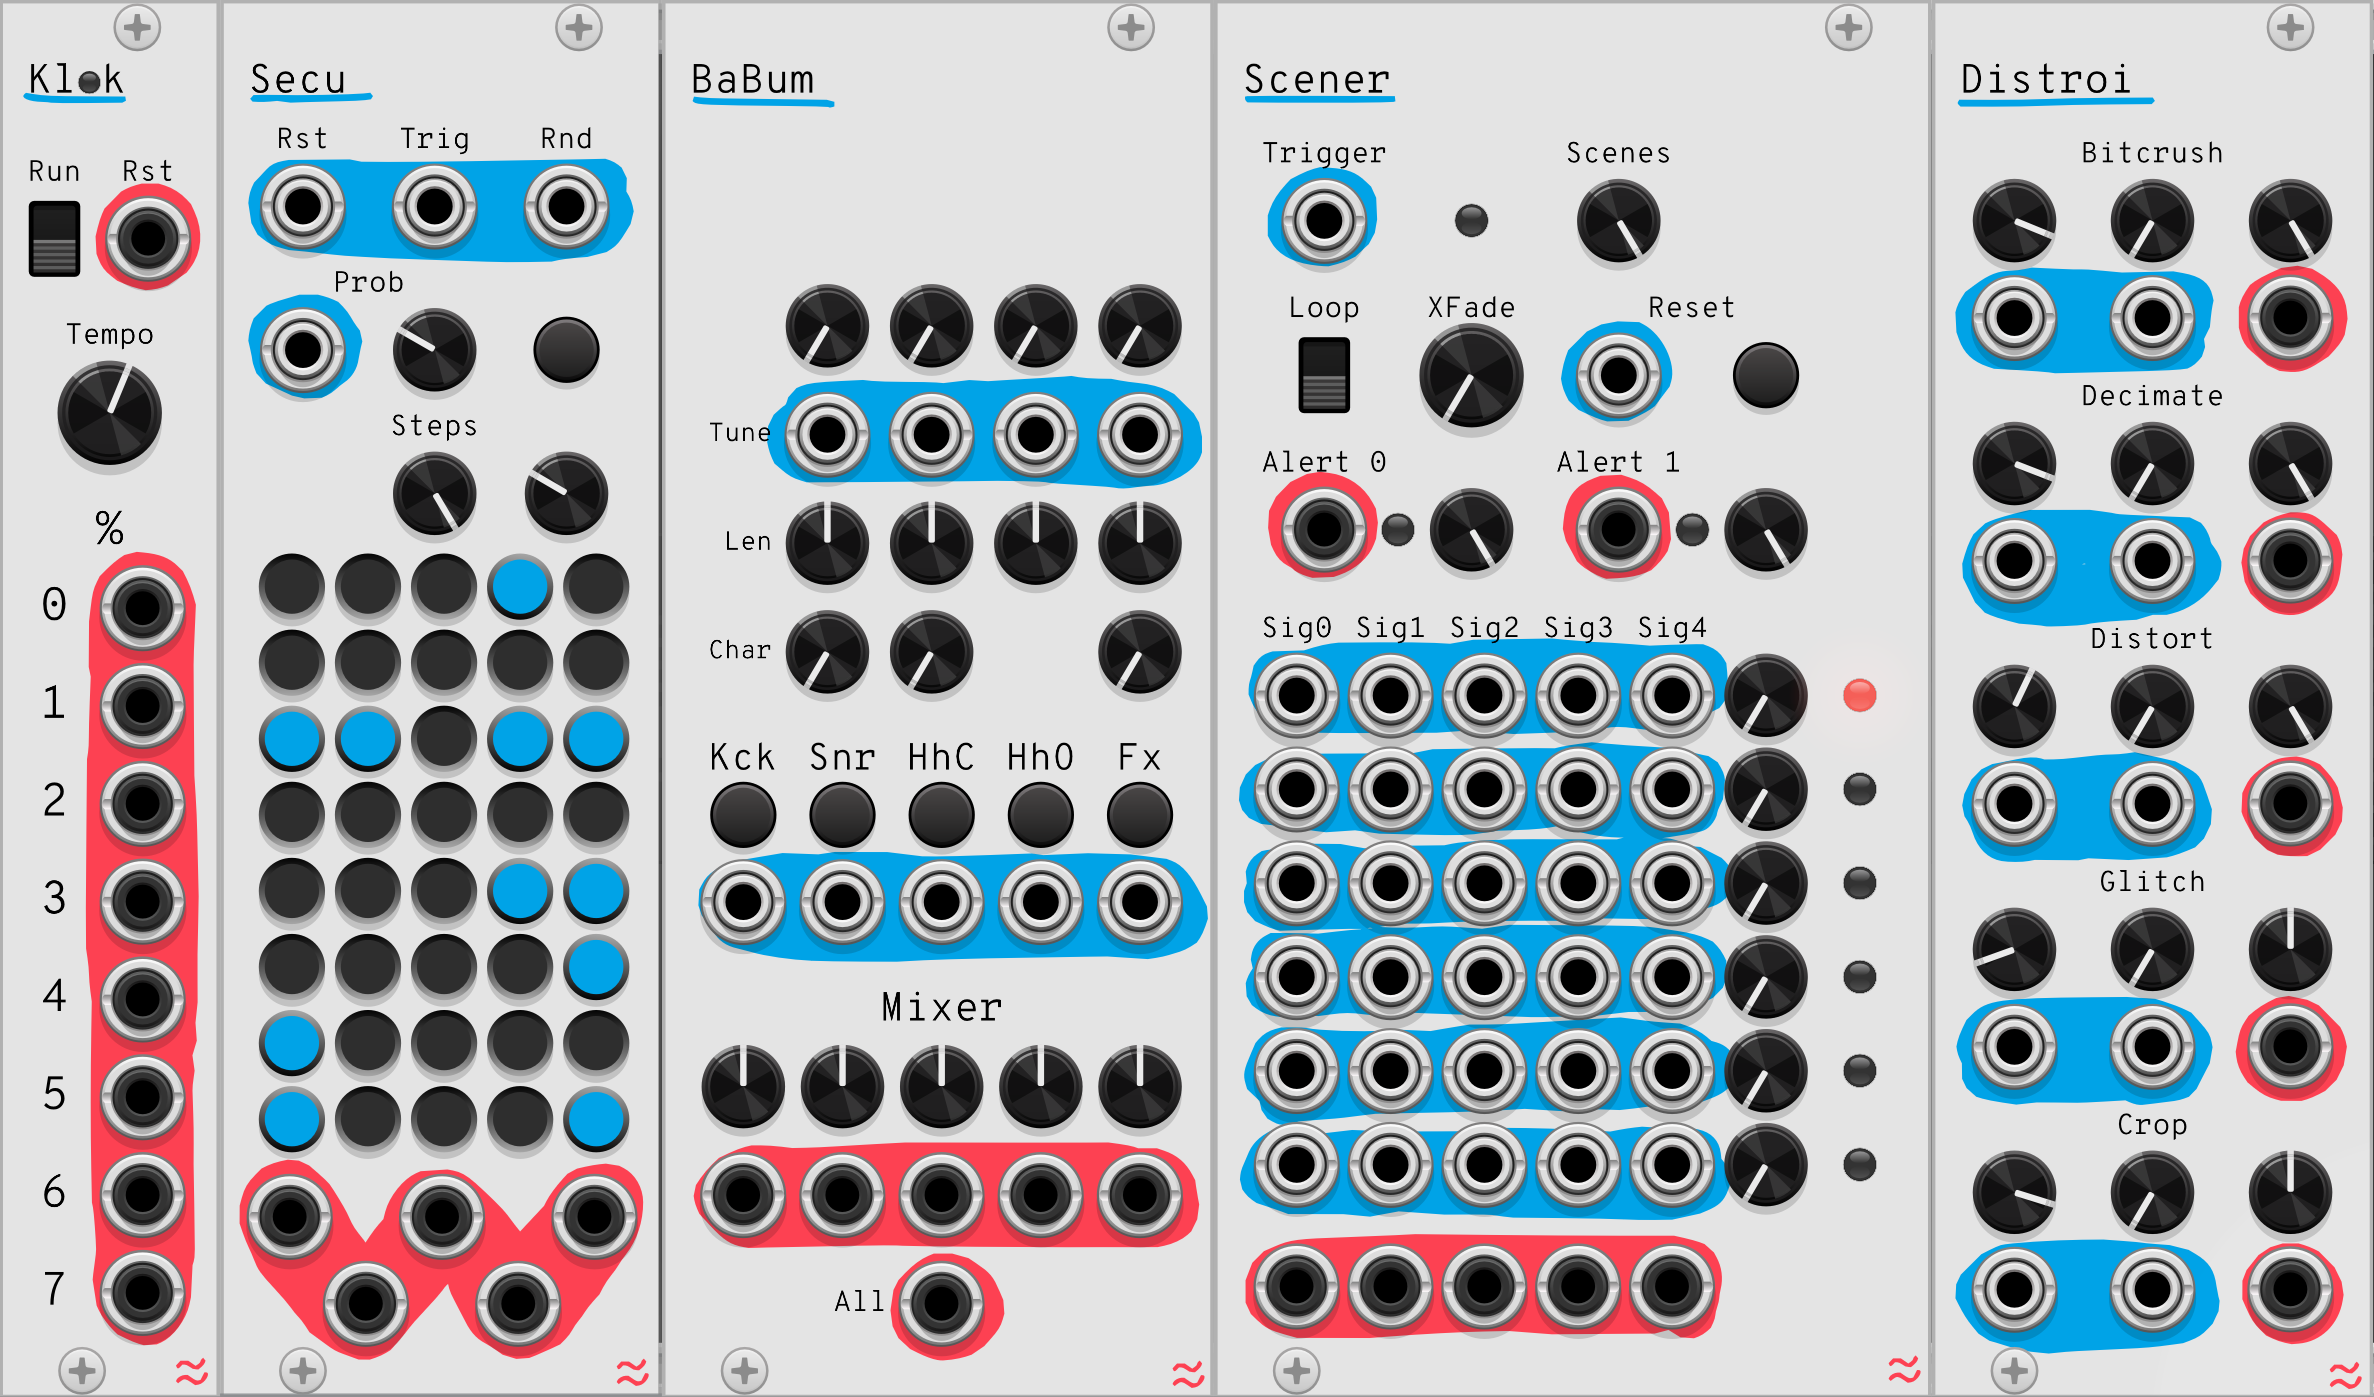 Klok
Run Rst
Tempo
%
0
1
2
3
4
5
6
7
Secu
Rst Trig Rnd
Prob
Steps
BaBum
Tune
Len
Char
Kck Snr HhC HhO Fx
Mixer
All
Scener
Trigger Scenes
Loop XFade Reset
Alert 0 Alert 1
Sig0 Sig1 Sig2 Sig3 Sig4
Distroi
Bitcrush
Decimate
Distort
Glitch
Crop